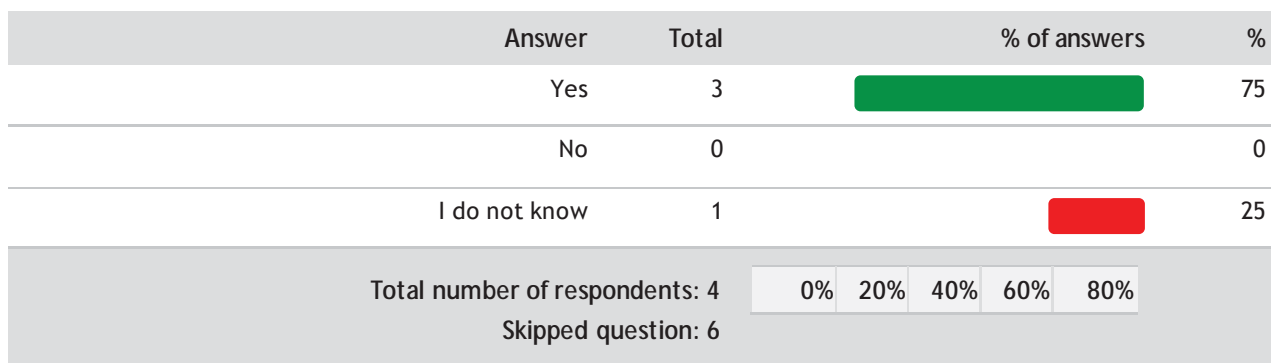 Answer Total % of answers %
Yes 3 75
No 0 0
I do not know 1 25
Total number of respondents: 4 0% 20% 40% 60% 80%
Skipped question: 6